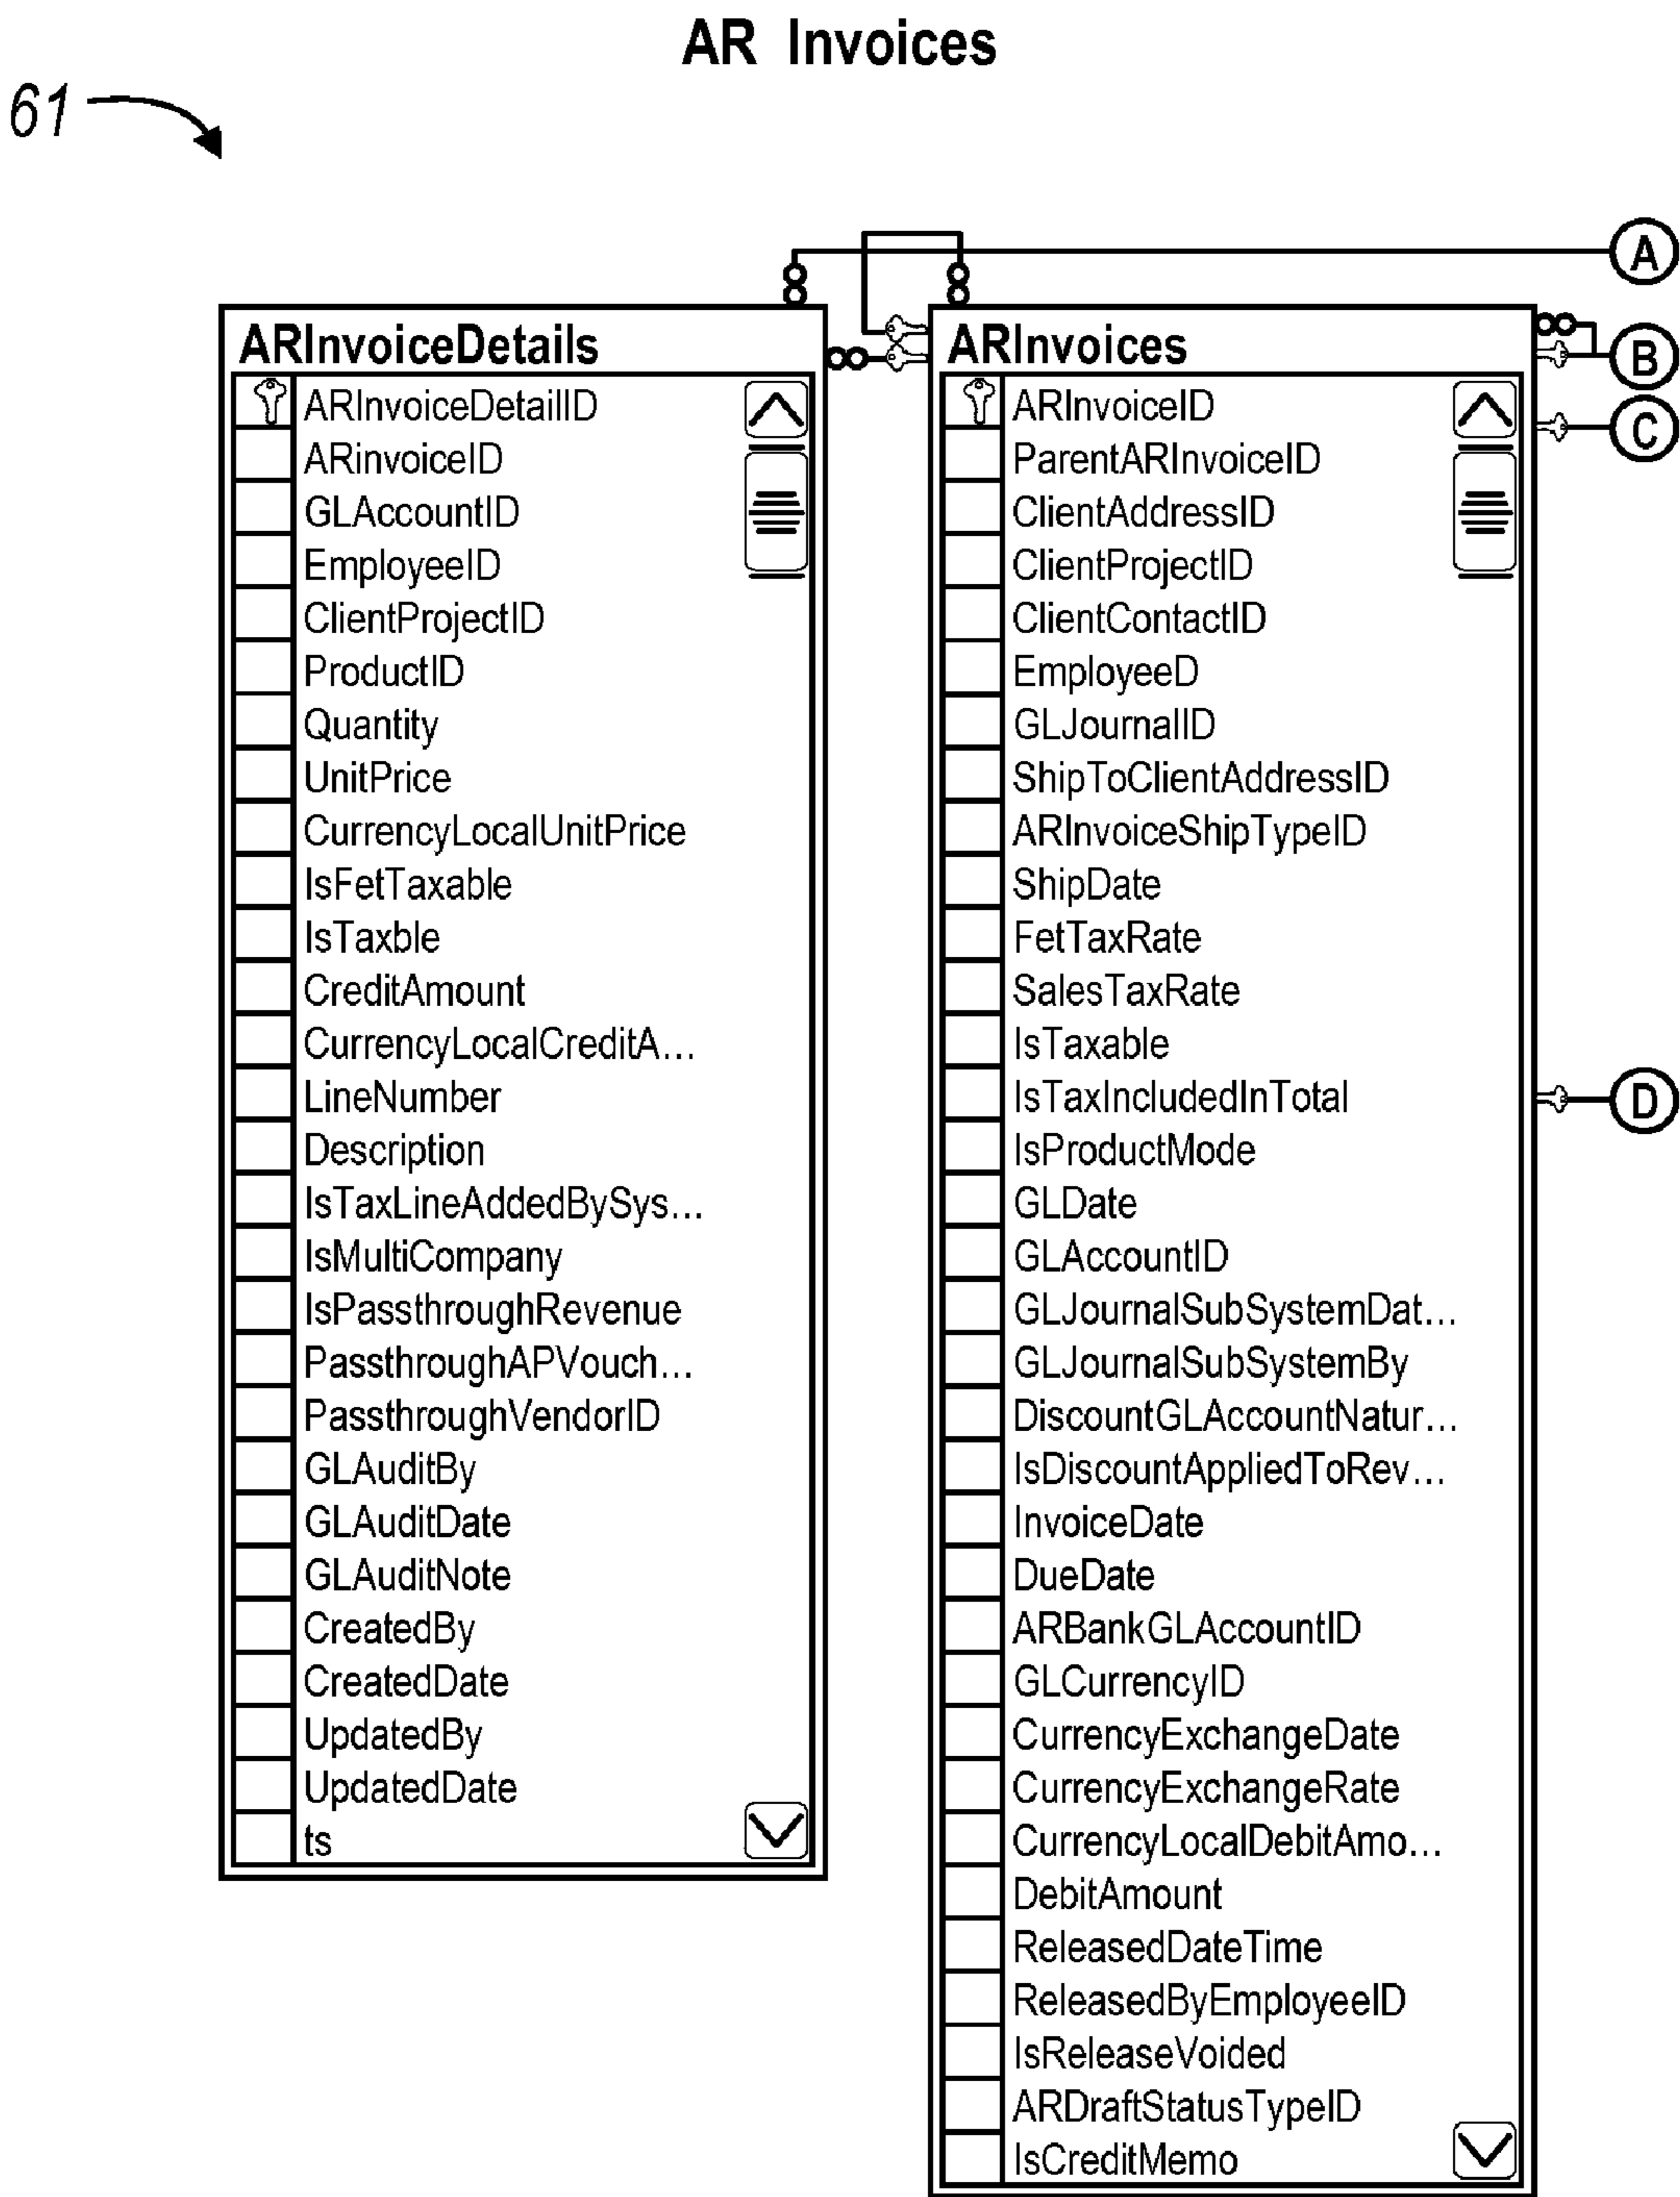 AR Invoices
61
A
ARInvoiceDetails
ARInvoiceDetailID
ARinvoiceID
GLAccountID
EmployeeID
ClientProjectID
ProductID
Quantity
UnitPrice
CurrencyLocalUnitPrice
IsFetTaxable
IsTaxble
CreditAmount
CurrencyLocalCreditA...
LineNumber
Description
IsTaxLineAddedBySys...
IsMultiCompany
IsPassthroughRevenue
PassthroughAPVouch...
PassthroughVendorID
GLAuditBy
GLAuditDate
GLAuditNote
CreatedBy
CreatedDate
UpdatedBy
UpdatedDate
ts
ARInvoices
ARInvoiceID
ParentARInvoiceID
ClientAddressID
ClientProjectID
ClientContactID
EmployeeD
GLJournalID
ShipToClientAddressID
ARInvoiceShipTypeID
ShipDate
FetTaxRate
SalesTaxRate
IsTaxable
IsTaxIncludedInTotal
IsProductMode
GLDate
GLAccountID
GLJournalSubSystemDat...
GLJournalSubSystemBy
DiscountGLAccountNatur...
IsDiscountAppliedToRev...
InvoiceDate
DueDate
ARBankGLAccountID
GLCurrencyID
CurrencyExchangeDate
CurrencyExchangeRate
CurrencyLocalDebitAmo...
DebitAmount
ReleasedDateTime
ReleasedByEmployeeID
IsReleaseVoided
ARDraftStatusTypeID
IsCreditMemo
B
C
D